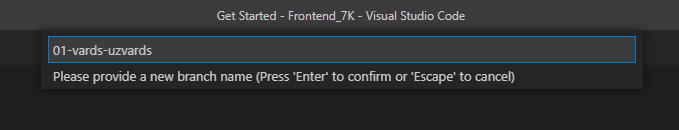 Get Started - Frontend_7K - Visual Studio Code
01-vards-uzvards
Please provide a new branch name (Press 'Enter' to confirm or 'Escape' to cancel)